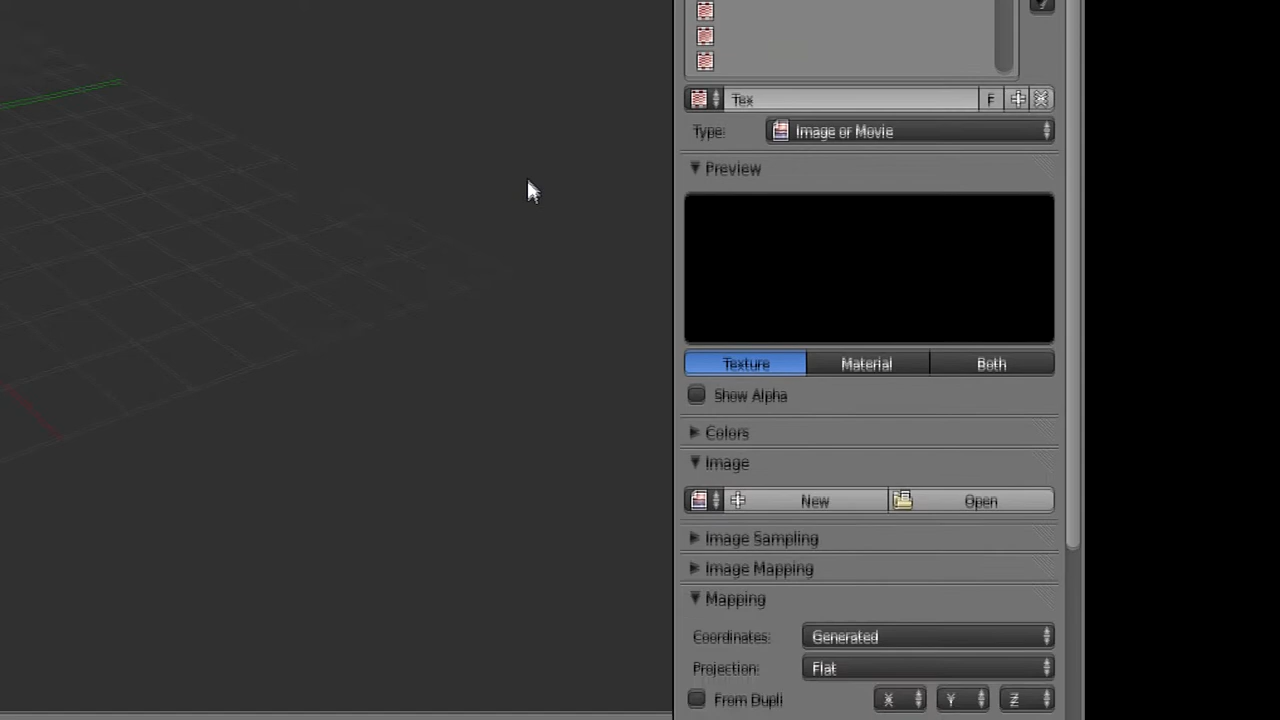 Tex F
Type: Image or Movie
Preview
Texture Material Both
Show Alpha
Colors
Image
New Open
Image Sampling
Image Mapping
Mapping
Coordinates: Generated
Projection: Flat
From Dupli X Y Z